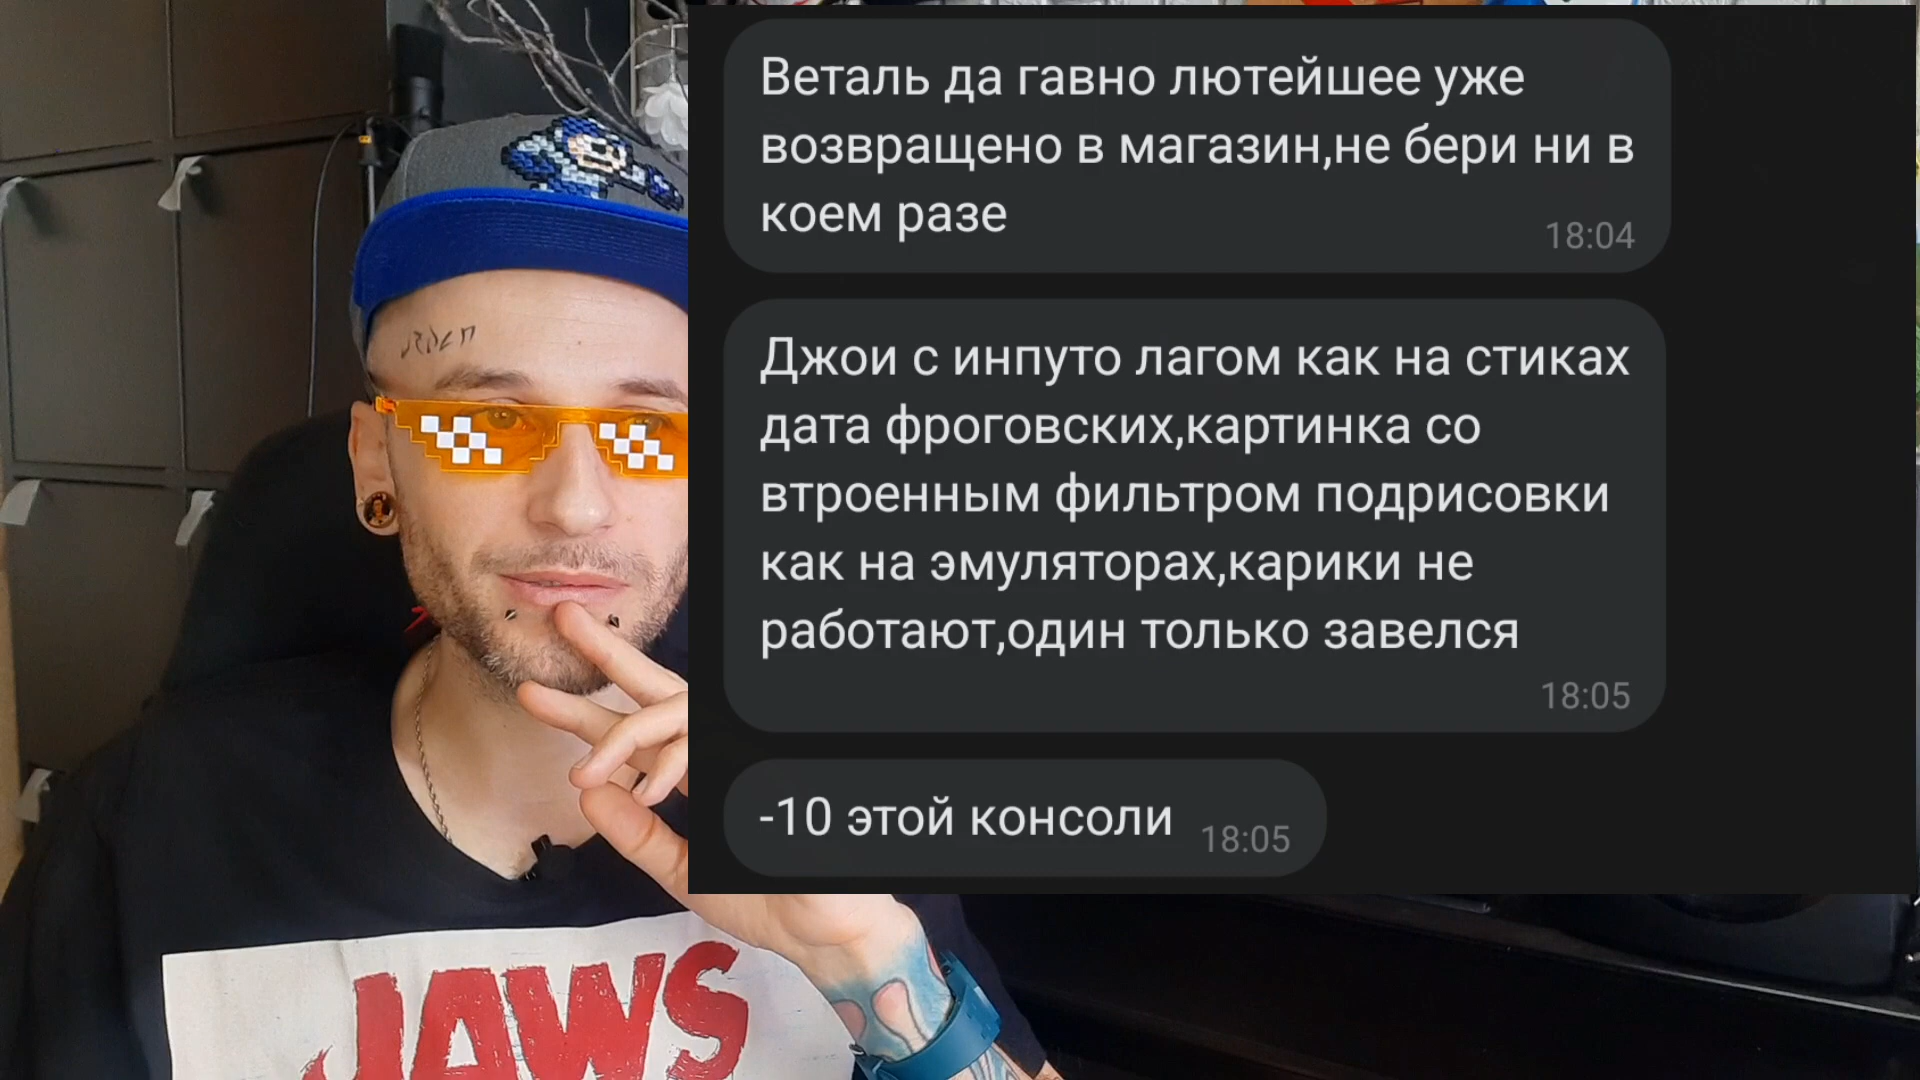 Веталь да гавно лютейшее уже
возвращено в магазин,не бери ни в
коем разе
18:04
Джои с инпуто лагом как на стиках
дата фроговских,картинка со
втроенным фильтром подрисовки
как на эмуляторах,карики не
работают,один только завелся
18:05
-10 этой консоли
18:05
JAWS